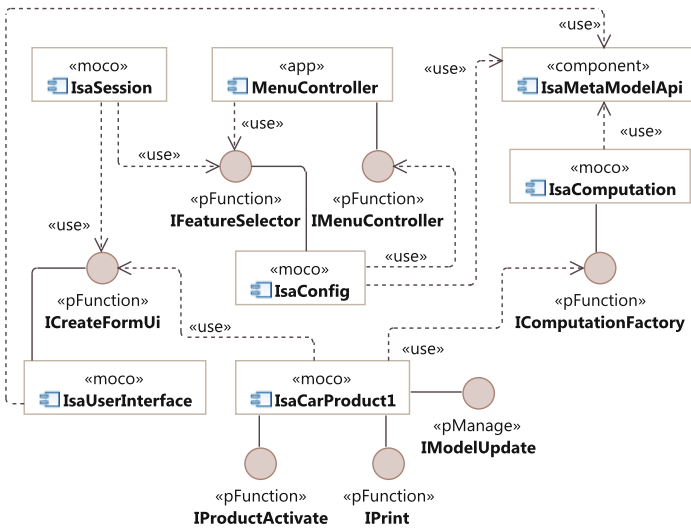 «use»
«moco»
IsaSession
«app»
MenuController
«use»
«component»
IsaMetaModelApi
«use»
«use»
«use»
«moco»
IsaComputation
«pFunction»
IFeatureSelector
«pFunction»
IMenuController
«use»
«use»
«moco»
IsaConfig
«pFunction»
ICreateFormUi
«pFunction»
IComputationFactory
«use»
«use»
«moco»
IsaUserInterface
«moco»
IsaCarProduct1
«pManage»
IModelUpdate
«pFunction»
IProductActivate
«pFunction»
IPrint